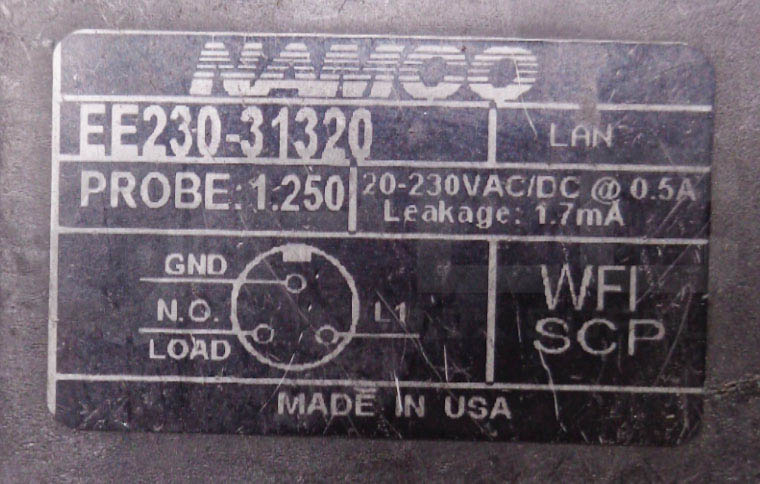 NAMCO
EE230-31320
LAN
PROBE: 1.250
20-230VAC/DC @ 0.5A
Leakage: 1.7mA
GND
N.O.
LOAD
L1
WFI
SCP
MADE IN USA